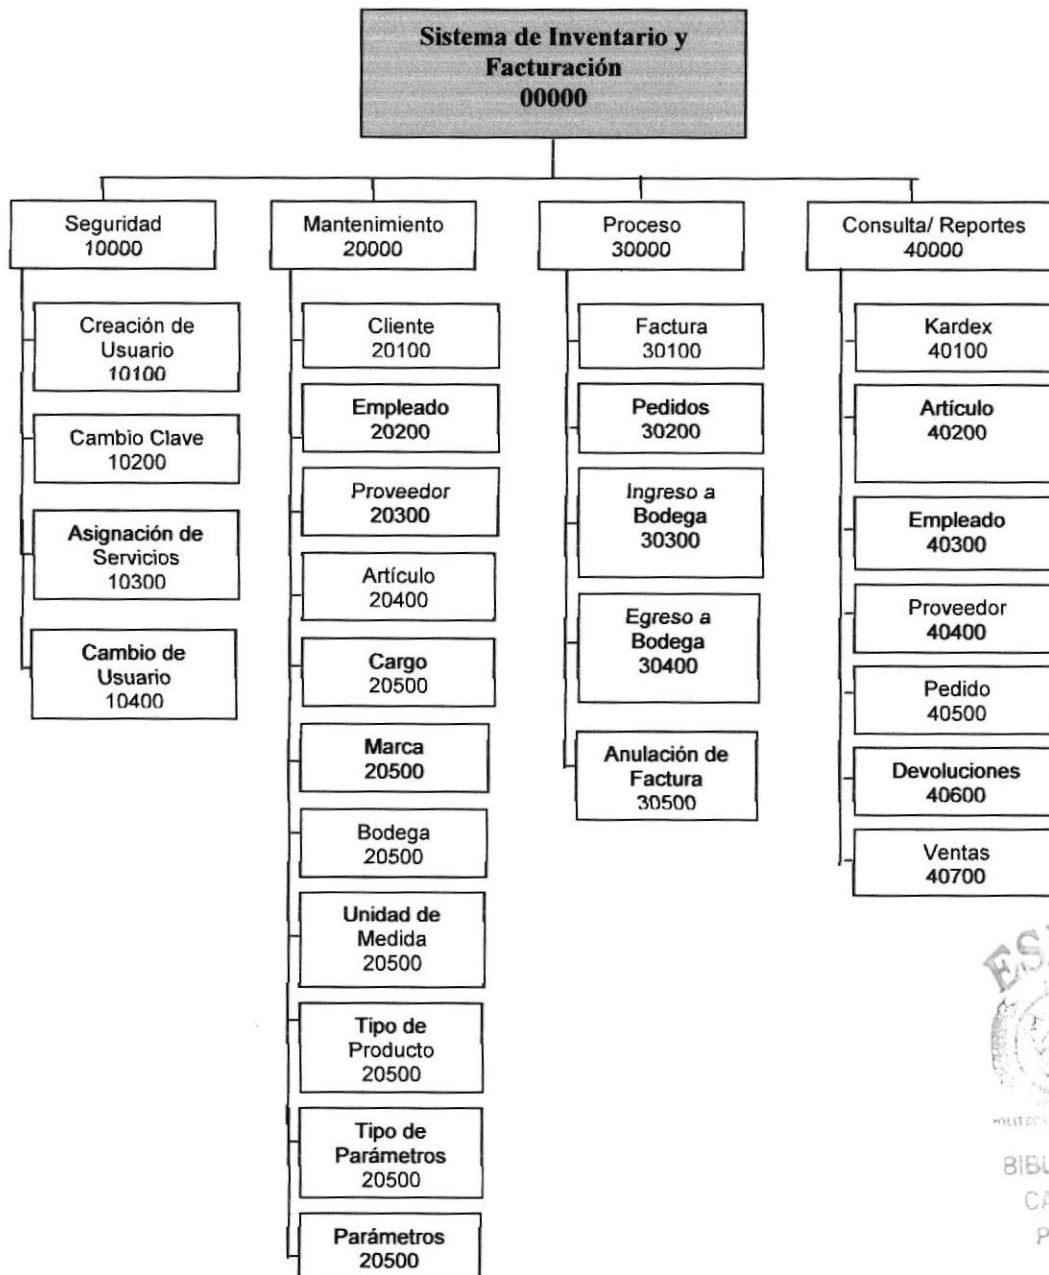 Sistema de Inventario y
Facturación
00000
Seguridad
10000
Creación de
Usuario
10100
Cambio Clave
10200
Asignación de
Servicios
10300
Cambio de
Usuario
10400
Mantenimiento
20000
Cliente
20100
Empleado
20200
Proveedor
20300
Artículo
20400
Cargo
20500
Marca
20500
Bodega
20500
Unidad de
Medida
20500
Tipo de
Producto
20500
Tipo de
Parámetros
20500
Parámetros
20500
Proceso
30000
Factura
30100
Pedidos
30200
Ingreso a
Bodega
30300
Egreso a
Bodega
30400
Anulación de
Factura
30500
Consulta/ Reportes
40000
Kardex
40100
Artículo
40200
Empleado
40300
Proveedor
40400
Pedido
40500
Devoluciones
40600
Ventas
40700